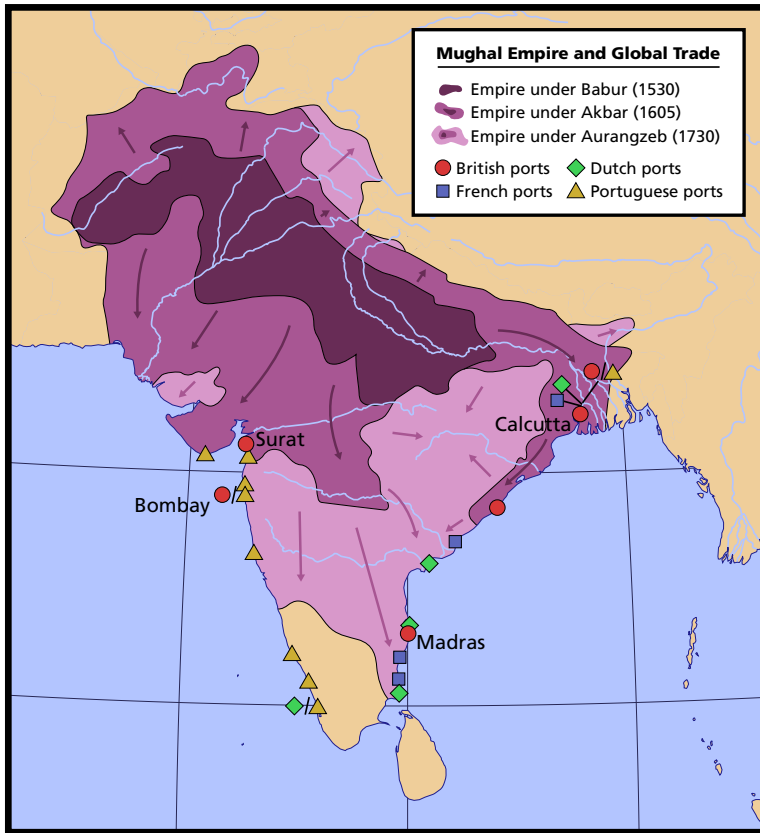 Mughal Empire and Global Trade
Empire under Babur (1530)
Empire under Akbar (1605)
Empire under Aurangzeb (1730)
British ports
Dutch ports
French ports
Portuguese ports
Calcutta
Surat
Bombay
Madras